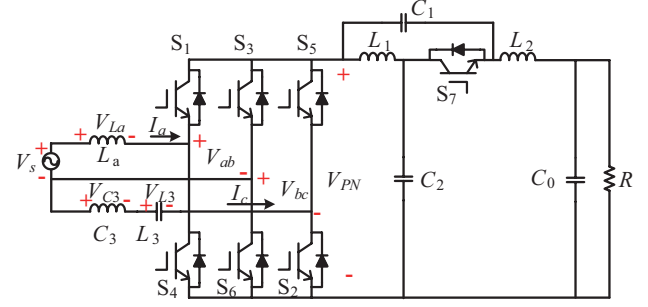 C1
S1 S3 S5 L1 L2
+ S7
+ VLa - Ia
+ La + Vab
Vs VPN C2 C0 R
- - + Vbc
VC3 VL3 Ic
+ - + - -
C3 L3
S4 S6 S2 -